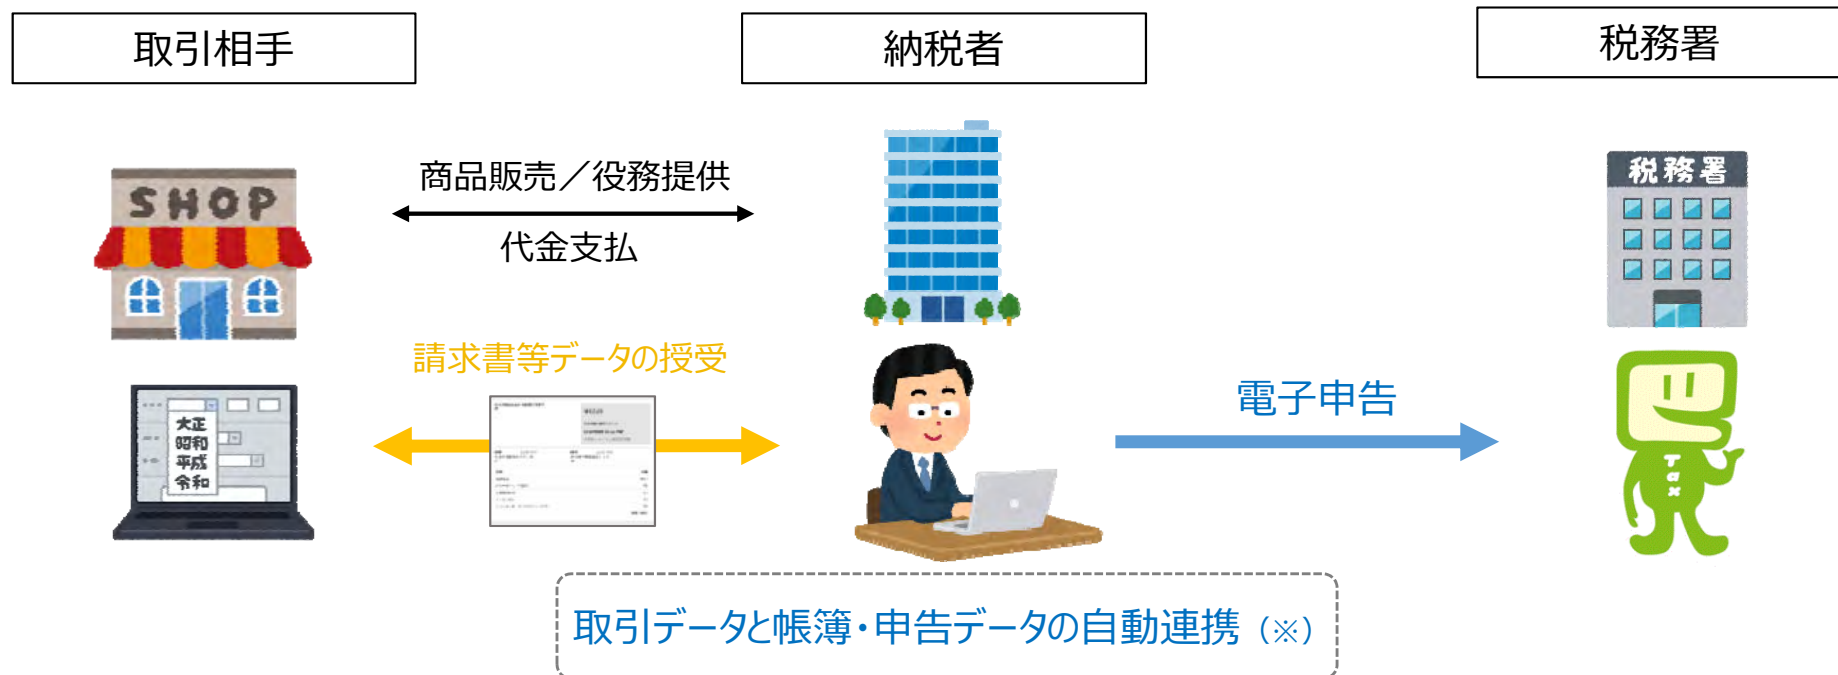 取引相手
納税者
税務署
商品販売／役務提供
代金支払
SHOP
税務署
請求書等データの授受
大正
昭和
平成
令和
電子申告
Tax
取引データと帳簿・申告データの自動連携（※）